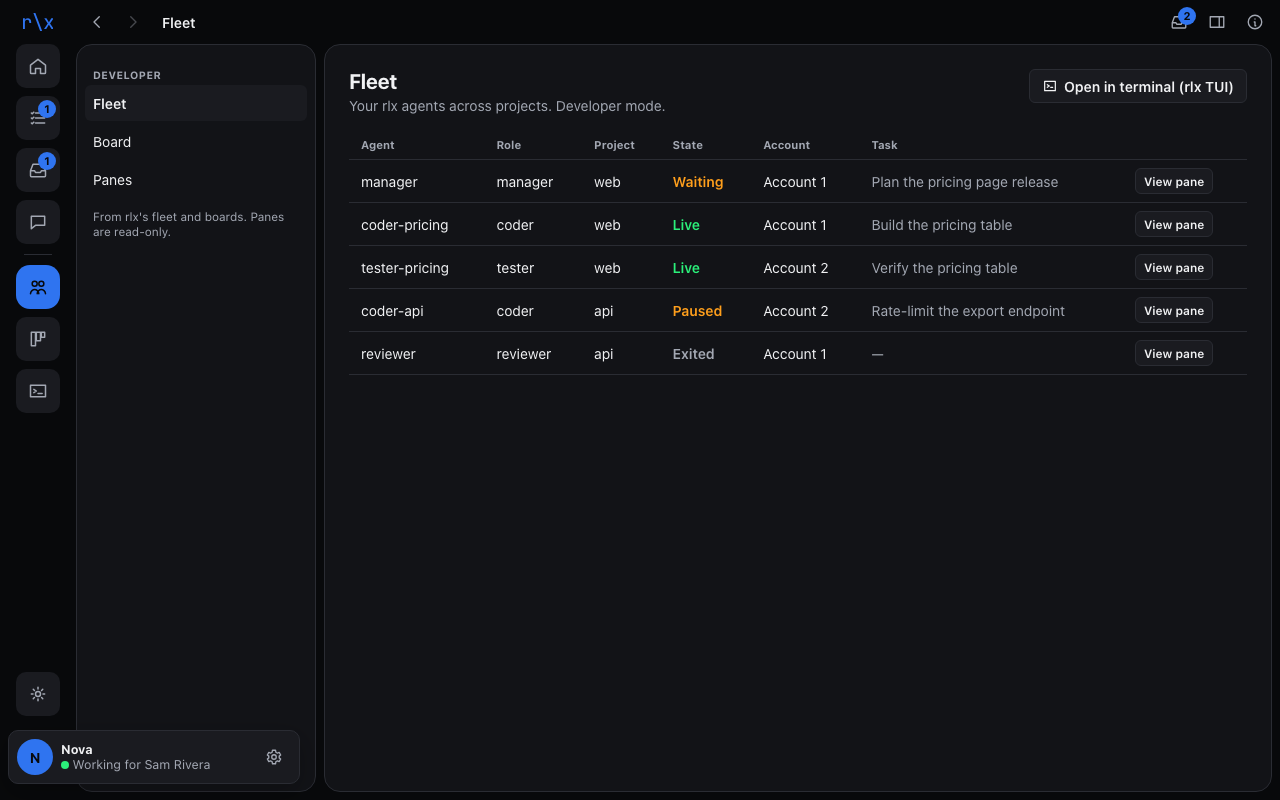 r\x
Fleet
2
1
1
DEVELOPER
Fleet
Board
Panes
From rlx's fleet and boards. Panes
are read-only.
Fleet
Your rlx agents across projects. Developer mode.
Open in terminal (rlx TUI)
Agent Role Project State Account Task
manager manager web Waiting Account 1 Plan the pricing page release View pane
coder-pricing coder web Live Account 1 Build the pricing table View pane
tester-pricing tester web Live Account 2 Verify the pricing table View pane
coder-api coder api Paused Account 2 Rate-limit the export endpoint View pane
reviewer reviewer api Exited Account 1 — View pane
N
Nova
Working for Sam Rivera